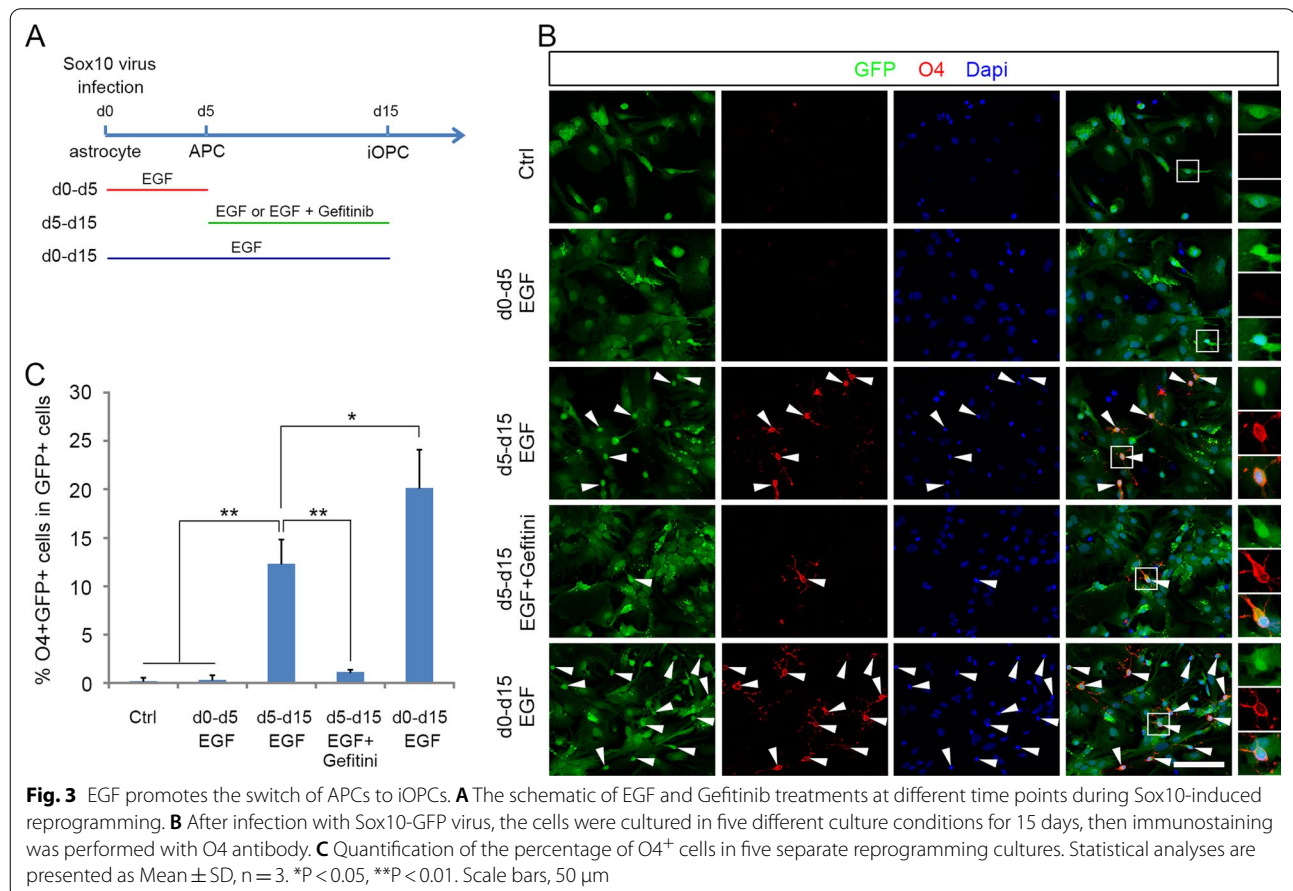 A
Sox10 virus
infection
d0 d5 d15
astrocyte APC iOPC
d0-d5 EGF
d5-d15 EGF or EGF + Gefitinib
d0-d15 EGF
B
GFP O4 Dapi
Ctrl
d0-d5
EGF
d5-d15
EGF
d5-d15
EGF+Gefitini
d0-d15
EGF
C
% O4+GFP+ cells in GFP+ cells
30
25
20
15
10
5
0
** ** *
Ctrl d0-d5 d5-d15 d5-d15 d0-d15
EGF EGF EGF+ EGF
Gefitini
Fig. 3 EGF promotes the switch of APCs to iOPCs. A The schematic of EGF and Gefitinib treatments at different time points during Sox10-induced
reprogramming. B After infection with Sox10-GFP virus, the cells were cultured in five different culture conditions for 15 days, then immunostaining
was performed with O4 antibody. C Quantification of the percentage of O4⁺ cells in five separate reprogramming cultures. Statistical analyses are
presented as Mean ± SD, n = 3. *P < 0.05, **P < 0.01. Scale bars, 50 μm